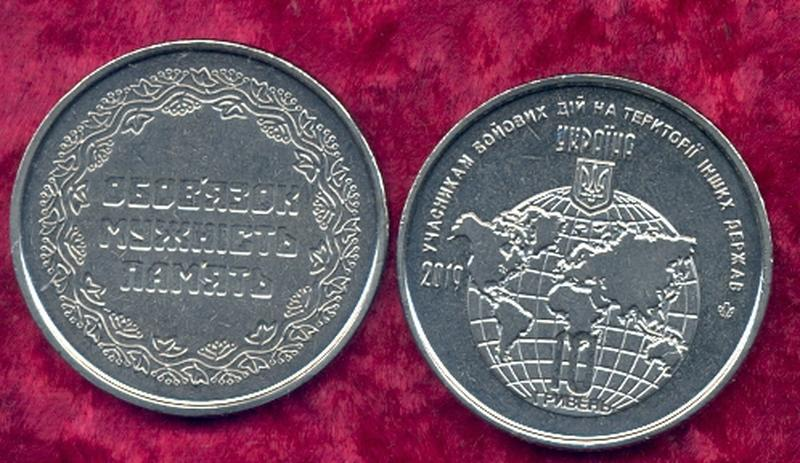 ОБОВ'ЯЗОК
МУЖНІСТЬ
ПАМ'ЯТЬ
УЧАСНИКАМ БОЙОВИХ ДІЙ НА ТЕРИТОРІЇ ІНШИХ ДЕРЖАВ
УКРАЇНА
2019
10
ГРИВЕНЬ